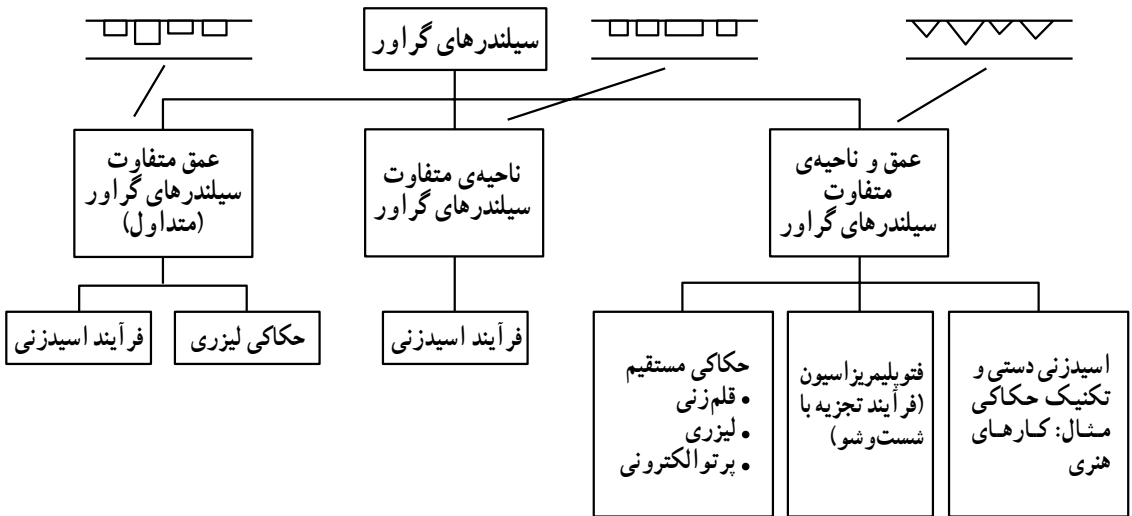 سیلندرهای گراور
عمق و ناحیه‌ی
متفاوت
سیلندرهای گراور
ناحیه‌ی متفاوت
سیلندرهای گراور
عمق متفاوت
سیلندرهای گراور
(متداول)
اسیدزنی دستی و
تکنیک حکاکی
مثال: کارهای
هنری
فتوپلیمریزاسیون
(فرآیند تجزیه با
شست‌وشو)
حکاکی مستقیم
• قلم‌زنی
• لیزری
• پرتو الکترونی
فرآیند اسیدزنی
حکاکی لیزری
فرآیند اسیدزنی